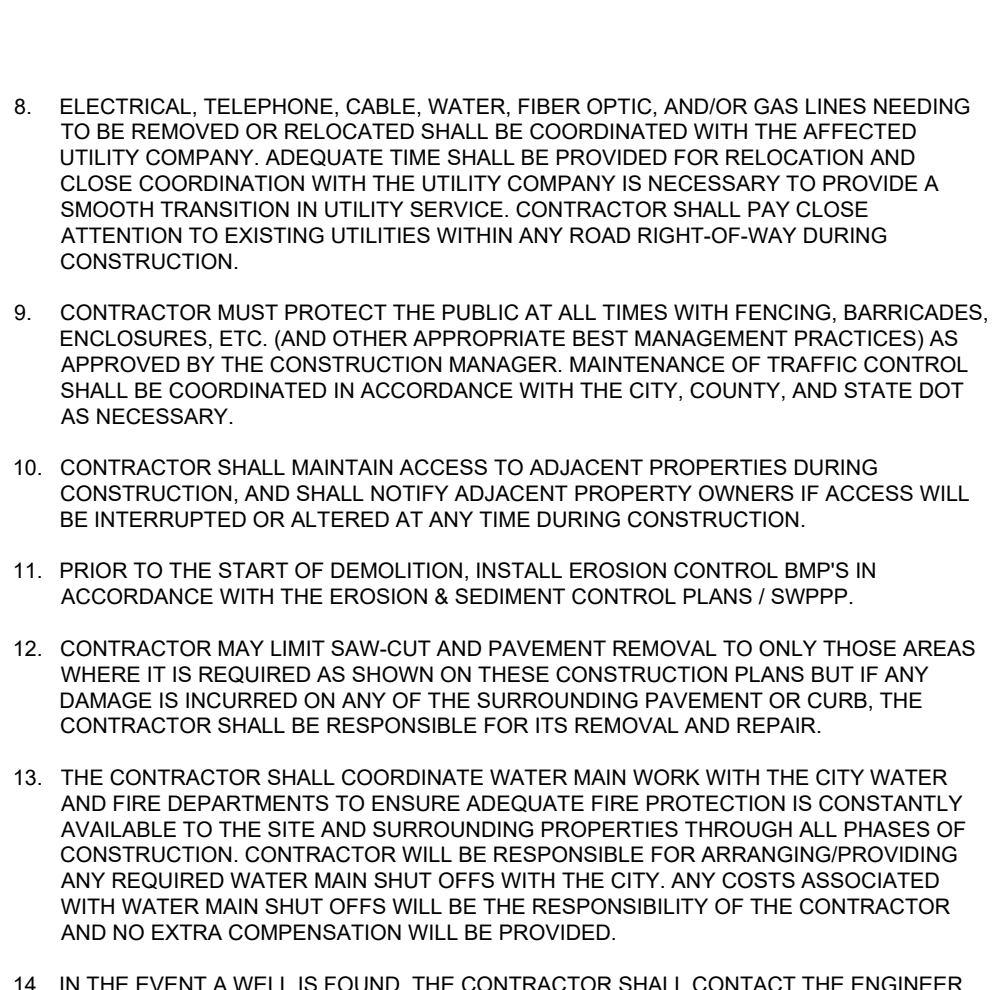 8. ELECTRICAL, TELEPHONE, CABLE, WATER, FIBER OPTIC, AND/OR GAS LINES NEEDING
TO BE REMOVED OR RELOCATED SHALL BE COORDINATED WITH THE AFFECTED
UTILITY COMPANY. ADEQUATE TIME SHALL BE PROVIDED FOR RELOCATION AND
CLOSE COORDINATION WITH THE UTILITY COMPANY IS NECESSARY TO PROVIDE A
SMOOTH TRANSITION IN UTILITY SERVICE. CONTRACTOR SHALL PAY CLOSE
ATTENTION TO EXISTING UTILITIES WITHIN ANY ROAD RIGHT-OF-WAY DURING
CONSTRUCTION.
9. CONTRACTOR MUST PROTECT THE PUBLIC AT ALL TIMES WITH FENCING, BARRICADES,
ENCLOSURES, ETC. (AND OTHER APPROPRIATE BEST MANAGEMENT PRACTICES) AS
APPROVED BY THE CONSTRUCTION MANAGER. MAINTENANCE OF TRAFFIC CONTROL
SHALL BE COORDINATED IN ACCORDANCE WITH THE CITY, COUNTY, AND STATE DOT
AS NECESSARY.
10. CONTRACTOR SHALL MAINTAIN ACCESS TO ADJACENT PROPERTIES DURING
CONSTRUCTION, AND SHALL NOTIFY ADJACENT PROPERTY OWNERS IF ACCESS WILL
BE INTERRUPTED OR ALTERED AT ANY TIME DURING CONSTRUCTION.
11. PRIOR TO THE START OF DEMOLITION, INSTALL EROSION CONTROL BMP'S IN
ACCORDANCE WITH THE EROSION & SEDIMENT CONTROL PLANS / SWPPP.
12. CONTRACTOR MAY LIMIT SAW-CUT AND PAVEMENT REMOVAL TO ONLY THOSE AREAS
WHERE IT IS REQUIRED AS SHOWN ON THESE CONSTRUCTION PLANS BUT IF ANY
DAMAGE IS INCURRED ON ANY OF THE SURROUNDING PAVEMENT OR CURB, THE
CONTRACTOR SHALL BE RESPONSIBLE FOR ITS REMOVAL AND REPAIR.
13. THE CONTRACTOR SHALL COORDINATE WATER MAIN WORK WITH THE CITY WATER
AND FIRE DEPARTMENTS TO ENSURE ADEQUATE FIRE PROTECTION IS CONSTANTLY
AVAILABLE TO THE SITE AND SURROUNDING PROPERTIES THROUGH ALL PHASES OF
CONSTRUCTION. CONTRACTOR WILL BE RESPONSIBLE FOR ARRANGING/PROVIDING
ANY REQUIRED WATER MAIN SHUT OFFS WITH THE CITY. ANY COSTS ASSOCIATED
WITH WATER MAIN SHUT OFFS WILL BE THE RESPONSIBILITY OF THE CONTRACTOR
AND NO EXTRA COMPENSATION WILL BE PROVIDED.
14. IN THE EVENT A WELL IS FOUND, THE CONTRACTOR SHALL CONTACT THE ENGINEER